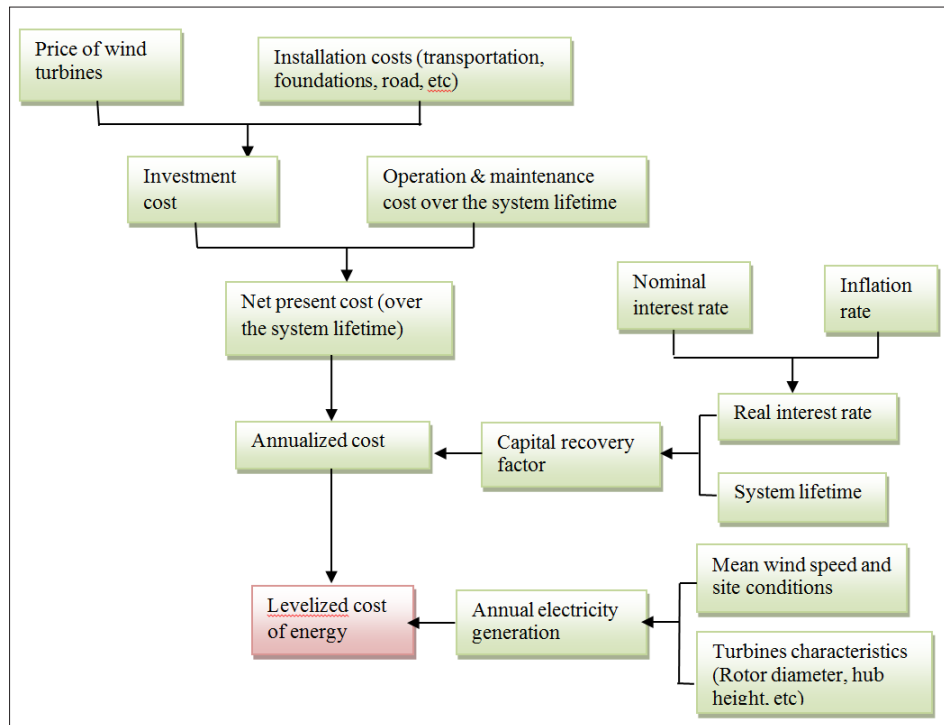 Price of wind
turbines
Installation costs (transportation,
foundations, road, etc)
Investment
cost
Operation & maintenance
cost over the system lifetime
Net present cost (over
the system lifetime)
Nominal
interest rate
Inflation
rate
Annualized cost
Capital recovery
factor
Real interest rate
System lifetime
Levelized cost
of energy
Annual electricity
generation
Mean wind speed and
site conditions
Turbines characteristics
(Rotor diameter, hub
height, etc)